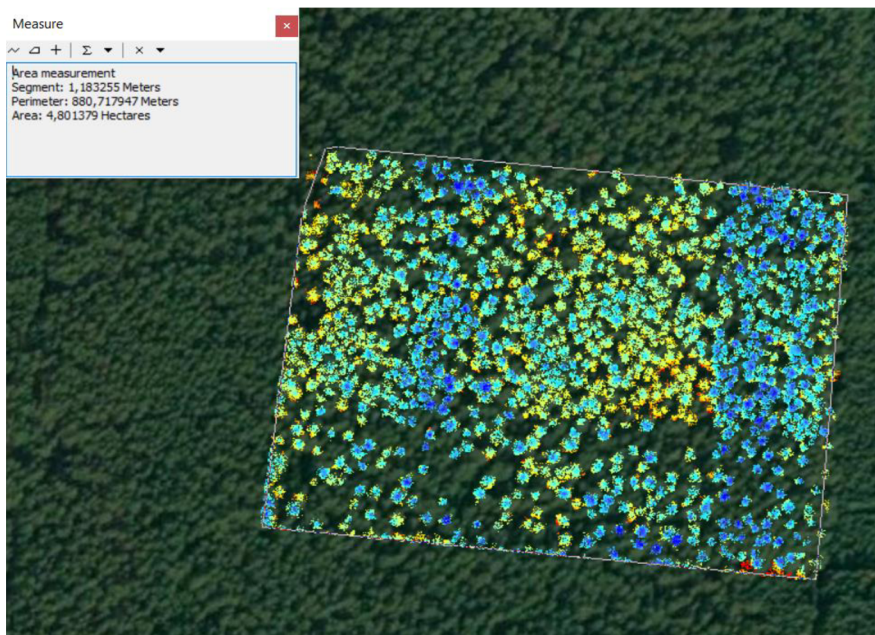 Measure
Area measurement
Segment: 1,183255 Meters
Perimeter: 880,717947 Meters
Area: 4,801379 Hectares